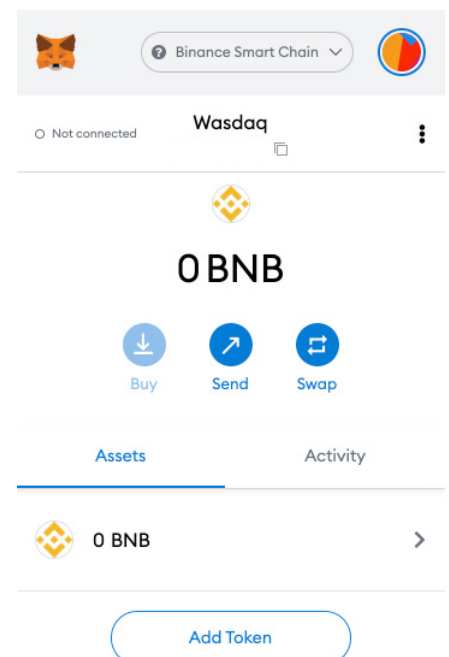 Binance Smart Chain
Not connected
Wasdaq
0 BNB
Buy Send Swap
Assets Activity
0 BNB
Add Token